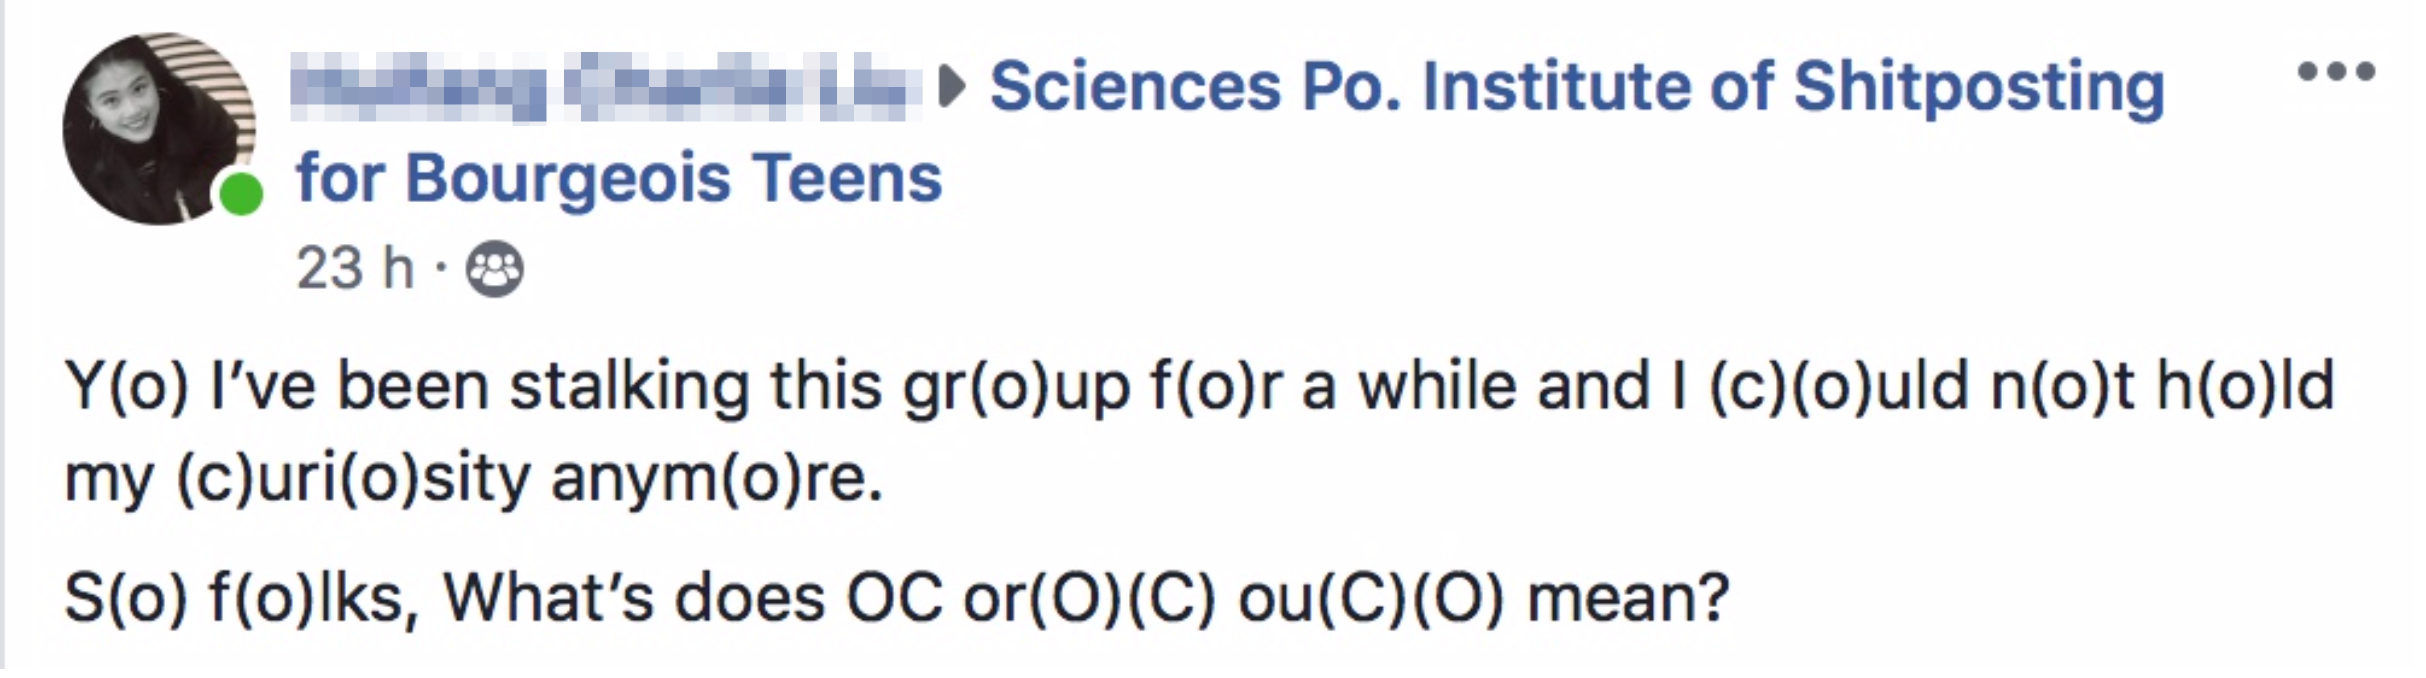 Sciences Po. Institute of Shitposting
for Bourgeois Teens
23 h ·
Y(o) I’ve been stalking this gr(o)up f(o)r a while and I (c)(o)uld n(o)t h(o)ld
my (c)uri(o)sity anym(o)re.
S(o) f(o)lks, What’s does OC or(O)(C) ou(C)(O) mean?